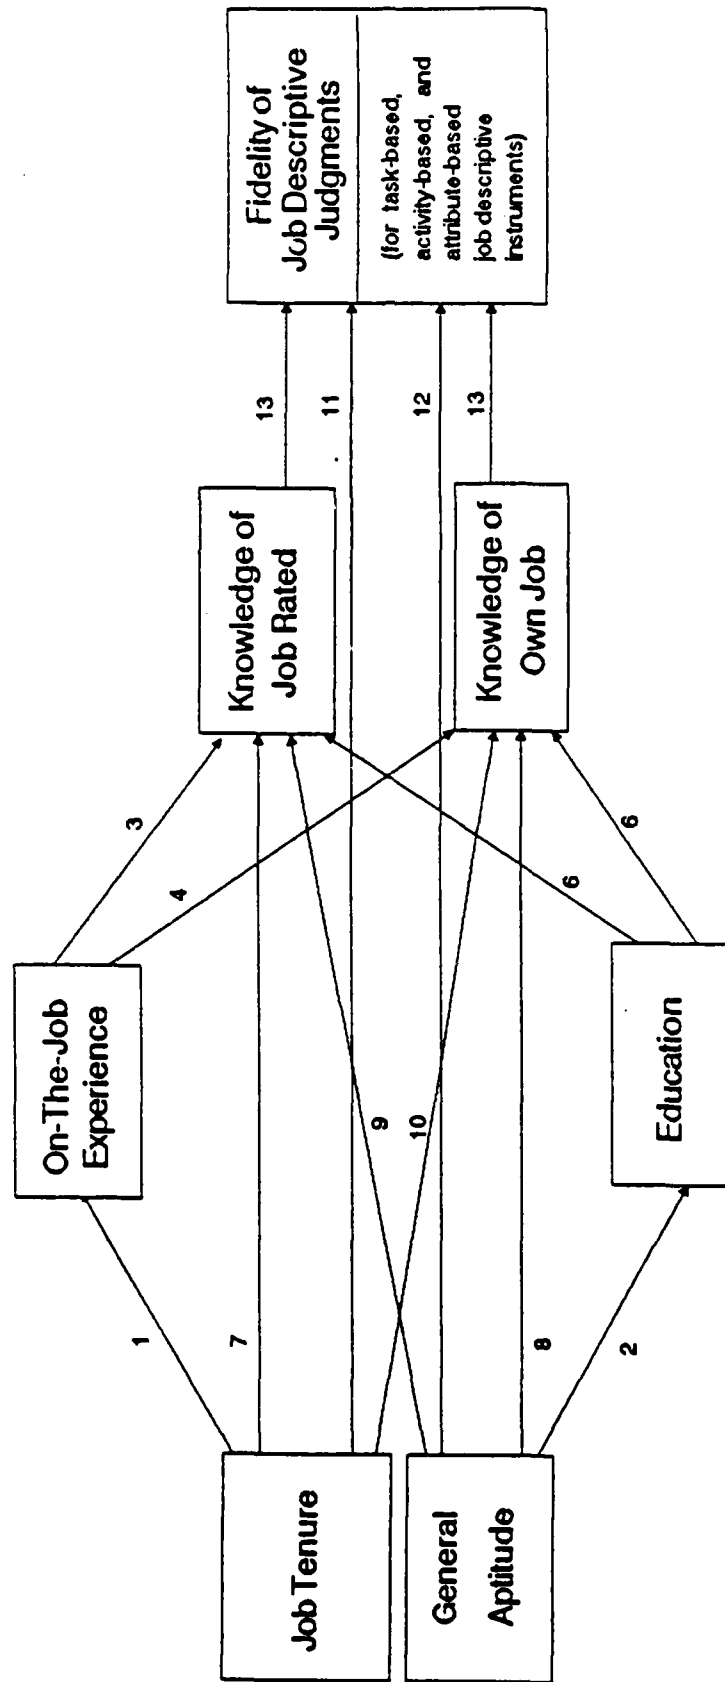 Job Tenure
General
Aptitude
1
7
9
10
8
2
On-The-Job
Experience
Education
3
4
6
6
Knowledge of
Job Rated
Knowledge of
Own Job
13
11
12
13
Fidelity of
Job Descriptive
Judgments
(for task-based,
activity-based, and
attribute-based
job descriptive
instruments)